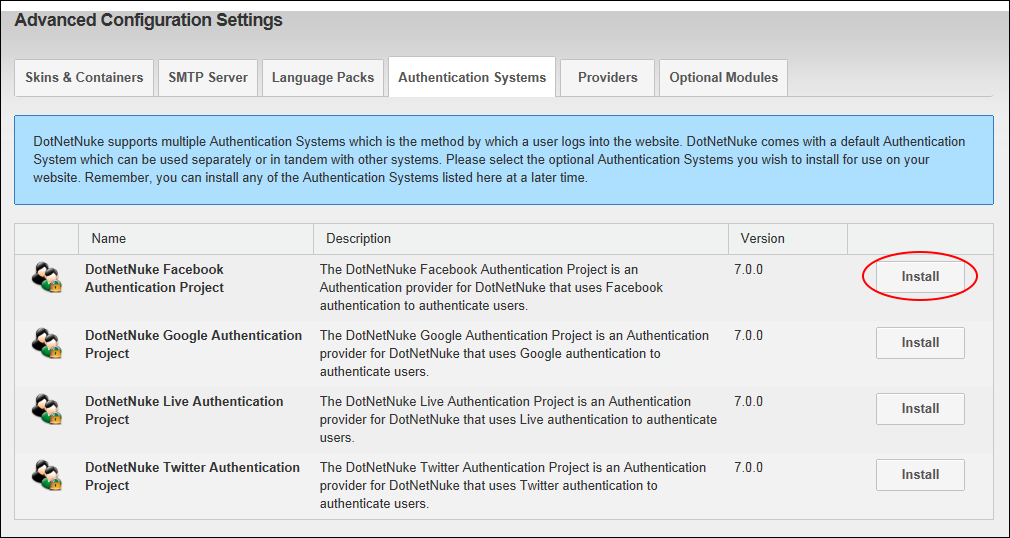 Advanced Configuration Settings
Skins & Containers
SMTP Server
Language Packs
Authentication Systems
Providers
Optional Modules
DotNetNuke supports multiple Authentication Systems which is the method by which a user logs into the website. DotNetNuke comes with a default Authentication
System which can be used separately or in tandem with other systems. Please select the optional Authentication Systems you wish to install for use on your
website. Remember, you can install any of the Authentication Systems listed here at a later time.
Name
Description
Version
DotNetNuke Facebook
Authentication Project
The DotNetNuke Facebook Authentication Project is an
Authentication provider for DotNetNuke that uses Facebook
authentication to authenticate users.
7.0.0
Install
DotNetNuke Google Authentication
Project
The DotNetNuke Google Authentication Project is an Authentication
provider for DotNetNuke that uses Google authentication to
authenticate users.
7.0.0
Install
DotNetNuke Live Authentication
Project
The DotNetNuke Live Authentication Project is an Authentication
provider for DotNetNuke that uses Live authentication to authenticate
users.
7.0.0
Install
DotNetNuke Twitter Authentication
Project
The DotNetNuke Twitter Authentication Project is an Authentication
provider for DotNetNuke that uses Twitter authentication to
authenticate users.
7.0.0
Install